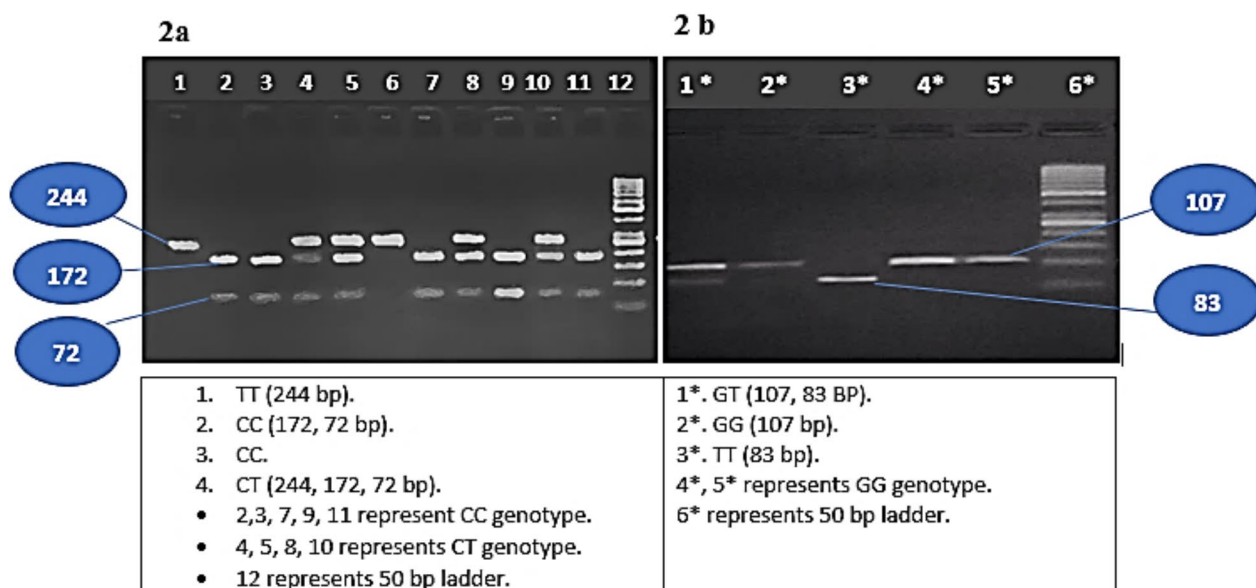 2a
2 b
1 2 3 4 5 6 7 8 9 10 11 12
1* 2* 3* 4* 5* 6*
244
172
72
107
83
1. TT (244 bp).
2. CC (172, 72 bp).
3. CC.
4. CT (244, 172, 72 bp).
• 2,3, 7, 9, 11 represent CC genotype.
• 4, 5, 8, 10 represents CT genotype.
• 12 represents 50 bp ladder.
1*. GT (107, 83 BP).
2*. GG (107 bp).
3*. TT (83 bp).
4*, 5* represents GG genotype.
6* represents 50 bp ladder.